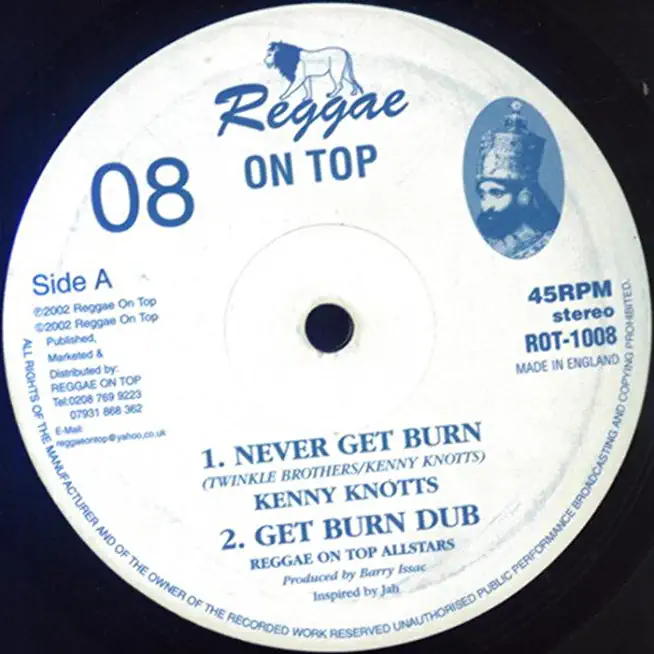 Reggae
ON TOP
08
Side A
℗2002 Reggae On Top
©2002 Reggae On Top
Published,
Marketed &
Distributed by:
REGGAE ON TOP
Tel:0208 769 9223
07931 868 362
E-Mail:
reggaeontop@yahoo.co.uk
45RPM
stereo
ROT-1008
MADE IN ENGLAND
1. NEVER GET BURN
(TWINKLE BROTHERS/KENNY KNOTTS)
KENNY KNOTTS
2. GET BURN DUB
REGGAE ON TOP ALLSTARS
Produced by Barry Issac
Inspired by Jah
ALL RIGHTS OF THE MANUFACTURER AND OF THE OWNER OF THE RECORDED WORK RESERVED UNAUTHORISED PUBLIC PERFORMANCE BROADCASTING AND COPYING PROHIBITED.